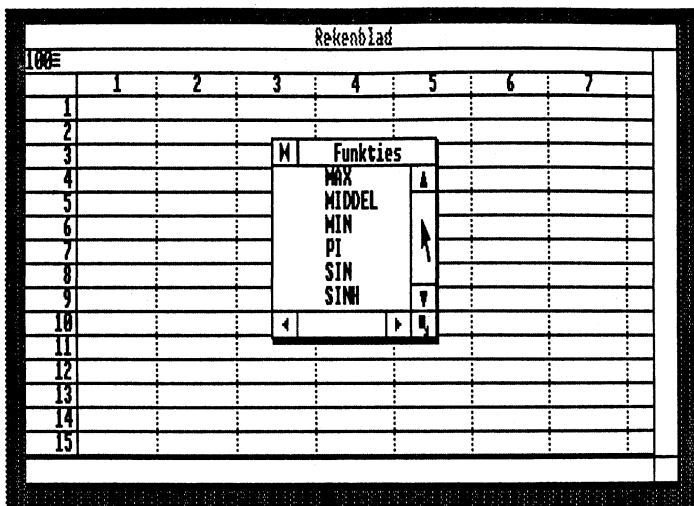 Rekenblad
100=
1 2 3 4 5 6 7
1
2
3
Funkties
4
MAX
5
MIDDEL
6
MIN
7
PI
8
SIN
9
SINH
10
11
12
13
14
15